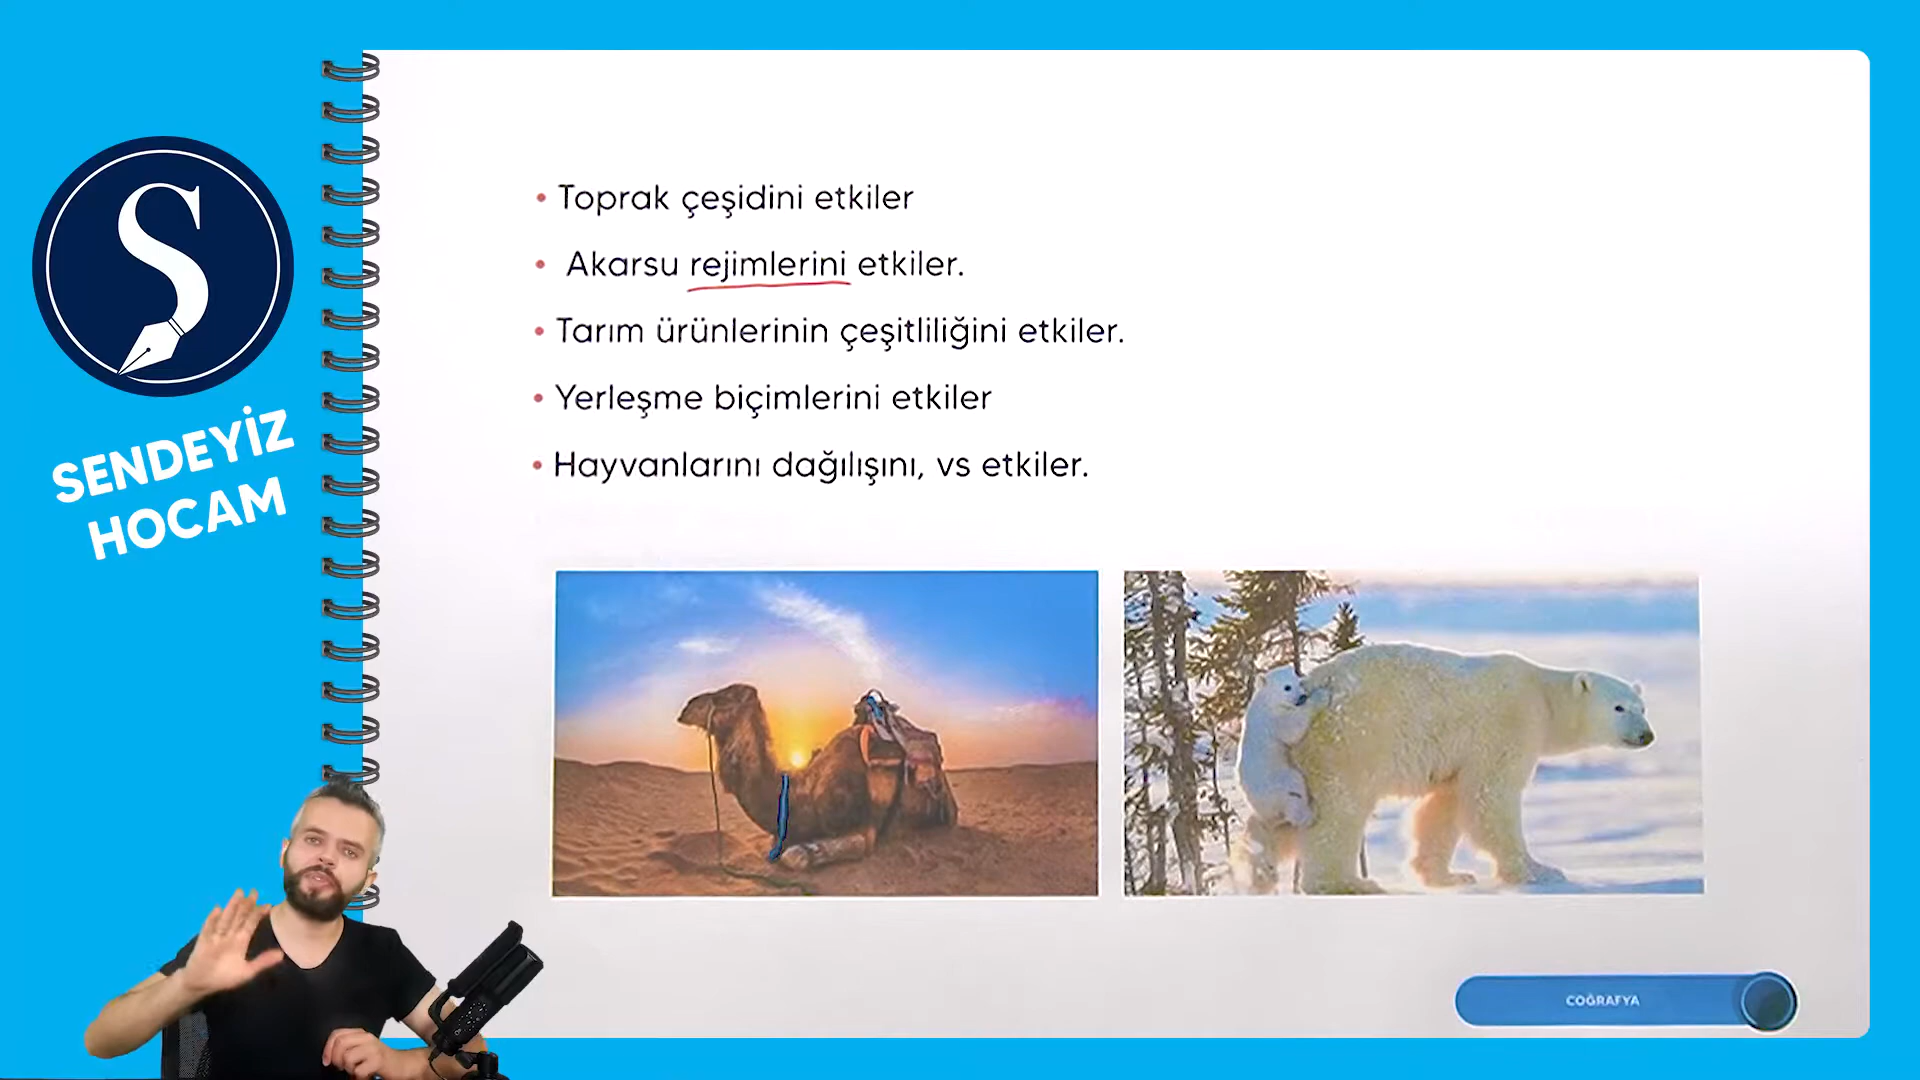 SENDEYİZ
HOCAM
• Toprak çeşidini etkiler
• Akarsu rejimlerini etkiler.
• Tarım ürünlerinin çeşitliliğini etkiler.
• Yerleşme biçimlerini etkiler
• Hayvanlarını dağılışını, vs etkiler.
COĞRAFYA